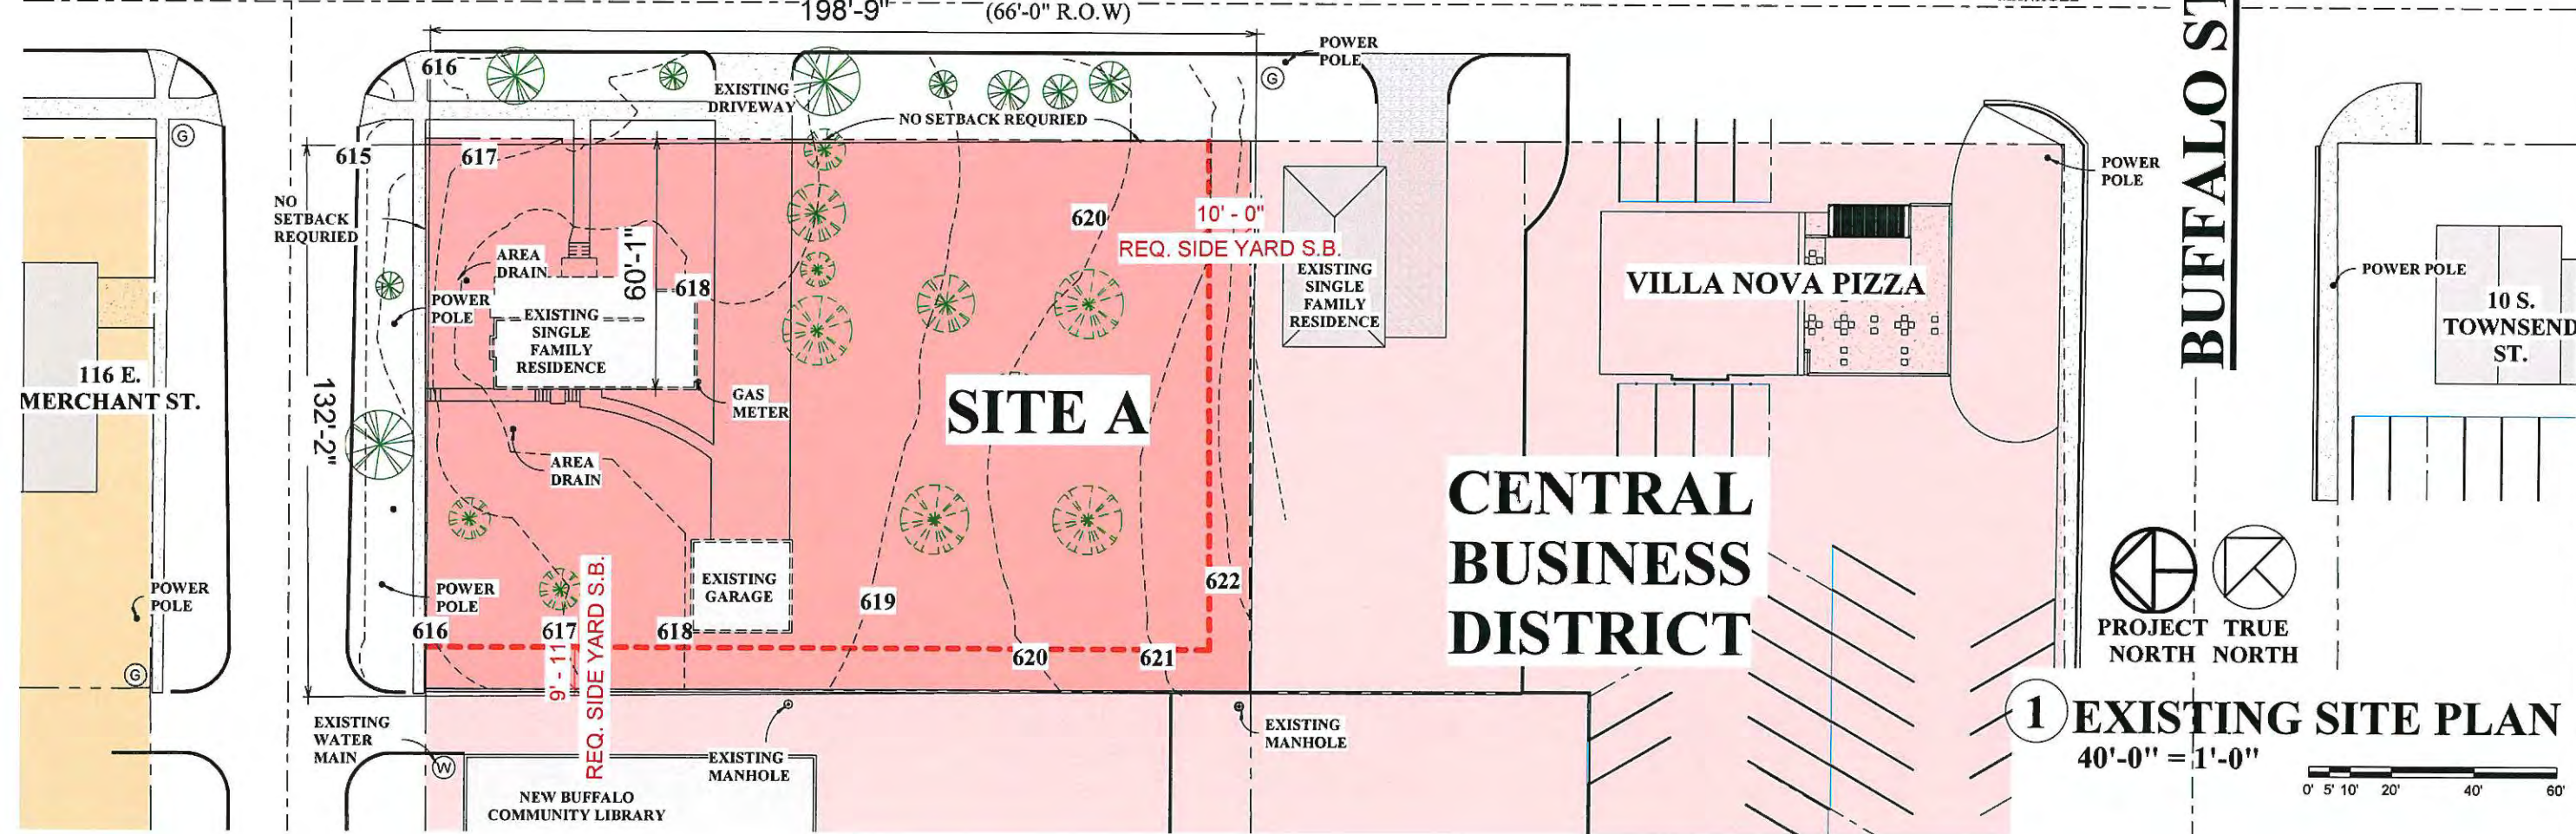 198'-9"
(66'-0" R.O.W)
POWER
POLE
616
G
EXISTING
DRIVEWAY
NO SETBACK REQURIED
G
615
617
POWER
POLE
NO
SETBACK
REQURIED
620
10' - 0"
REQ. SIDE YARD S.B.
AREA
DRAIN
60'-1"
618
POWER
POLE
EXISTING
SINGLE
FAMILY
RESIDENCE
EXISTING
SINGLE
FAMILY
RESIDENCE
VILLA NOVA PIZZA
BUFFALO ST
POWER POLE
10 S.
TOWNSEND
ST.
116 E.
MERCHANT ST.
132'-2"
GAS
METER
SITE A
AREA
DRAIN
CENTRAL
BUSINESS
DISTRICT
POWER
POLE
POWER
POLE
EXISTING
GARAGE
619
622
616
617
618
620
621
9' - 11"
REQ. SIDE YARD S.B.
G
PROJECT
NORTH
TRUE
NORTH
1
EXISTING SITE PLAN
40'-0" = 1'-0"
0' 5' 10' 20' 40' 60'
EXISTING
WATER
MAIN
W
EXISTING
MANHOLE
EXISTING
MANHOLE
NEW BUFFALO
COMMUNITY LIBRARY